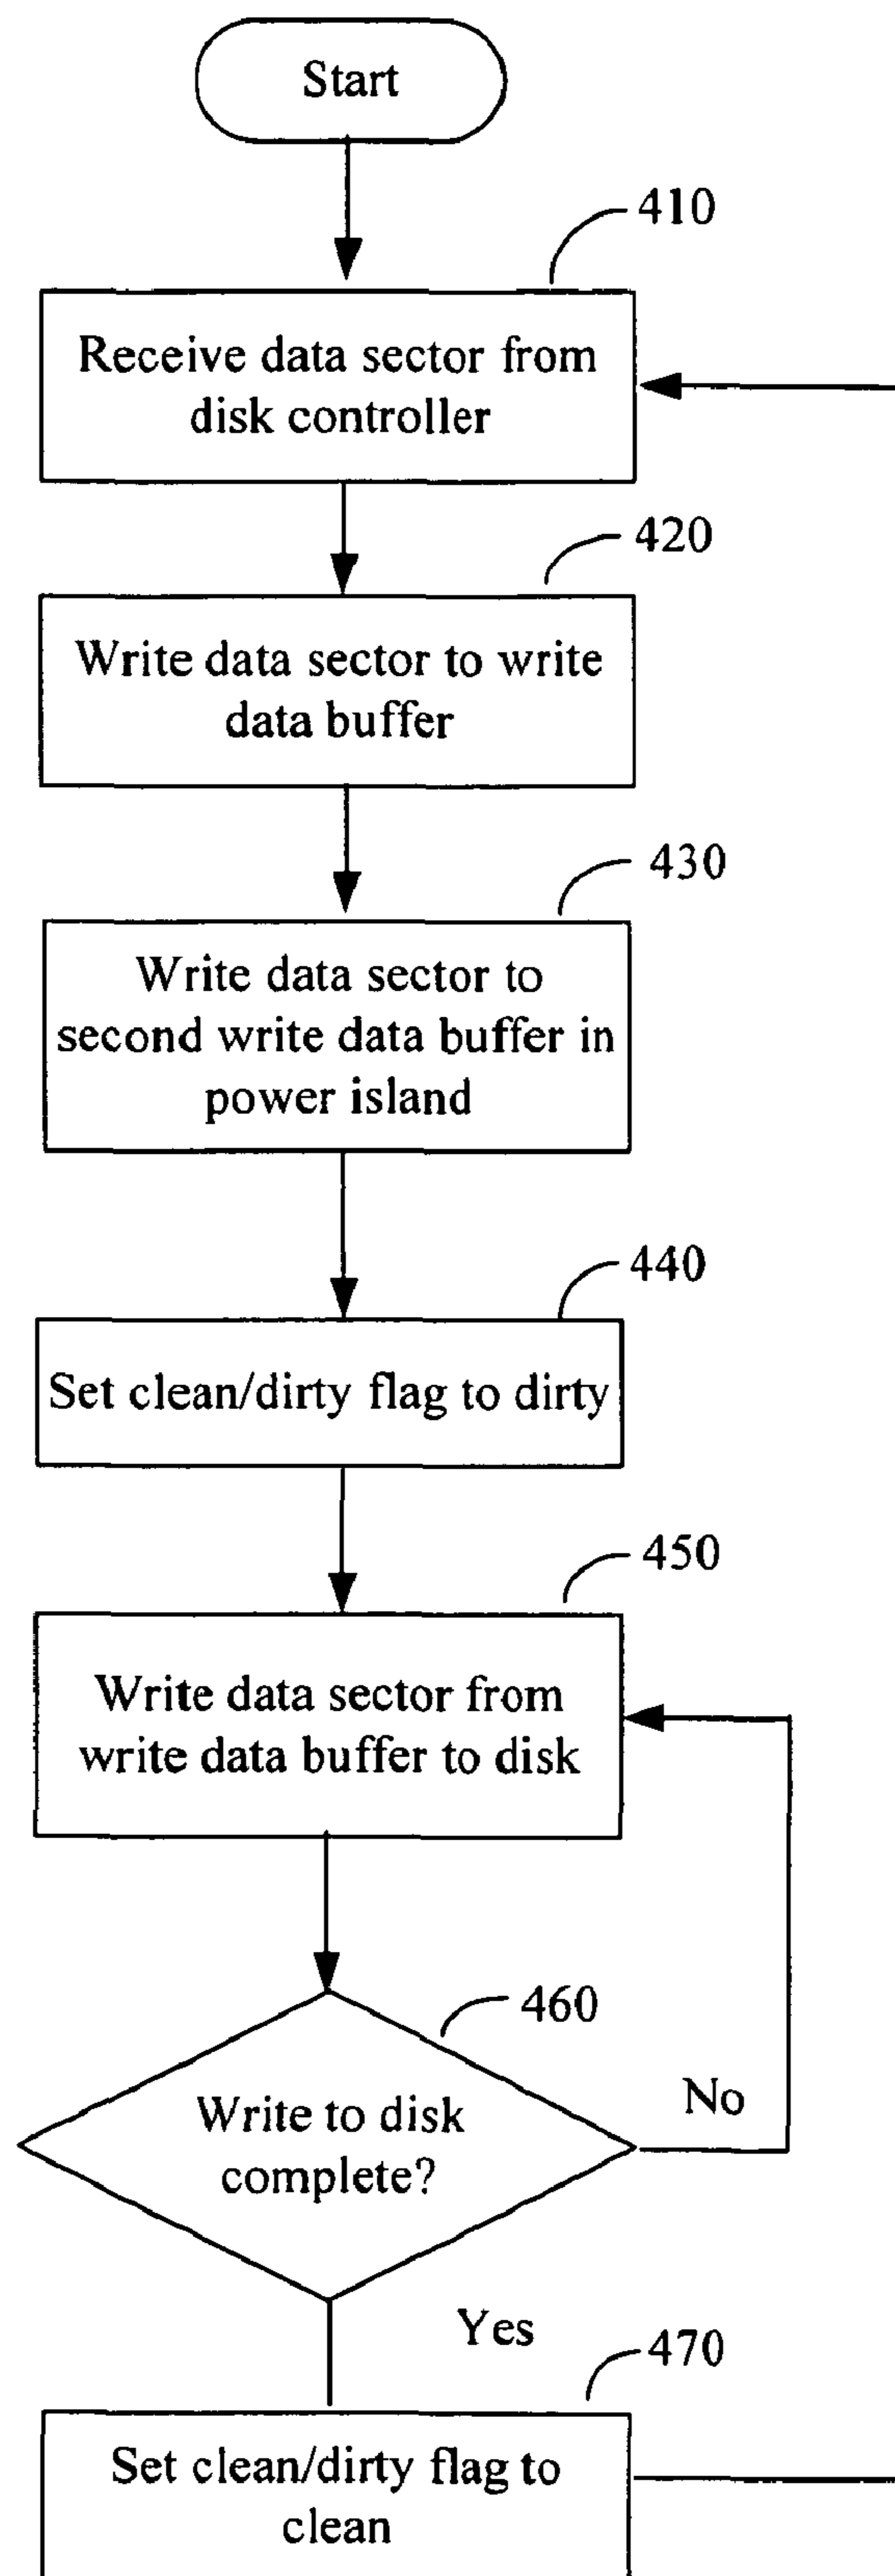 Start
410
Receive data sector from
disk controller
420
Write data sector to write
data buffer
430
Write data sector to
second write data buffer in
power island
440
Set clean/dirty flag to dirty
450
Write data sector from
write data buffer to disk
460
Write to disk
complete?
No
Yes
470
Set clean/dirty flag to
clean